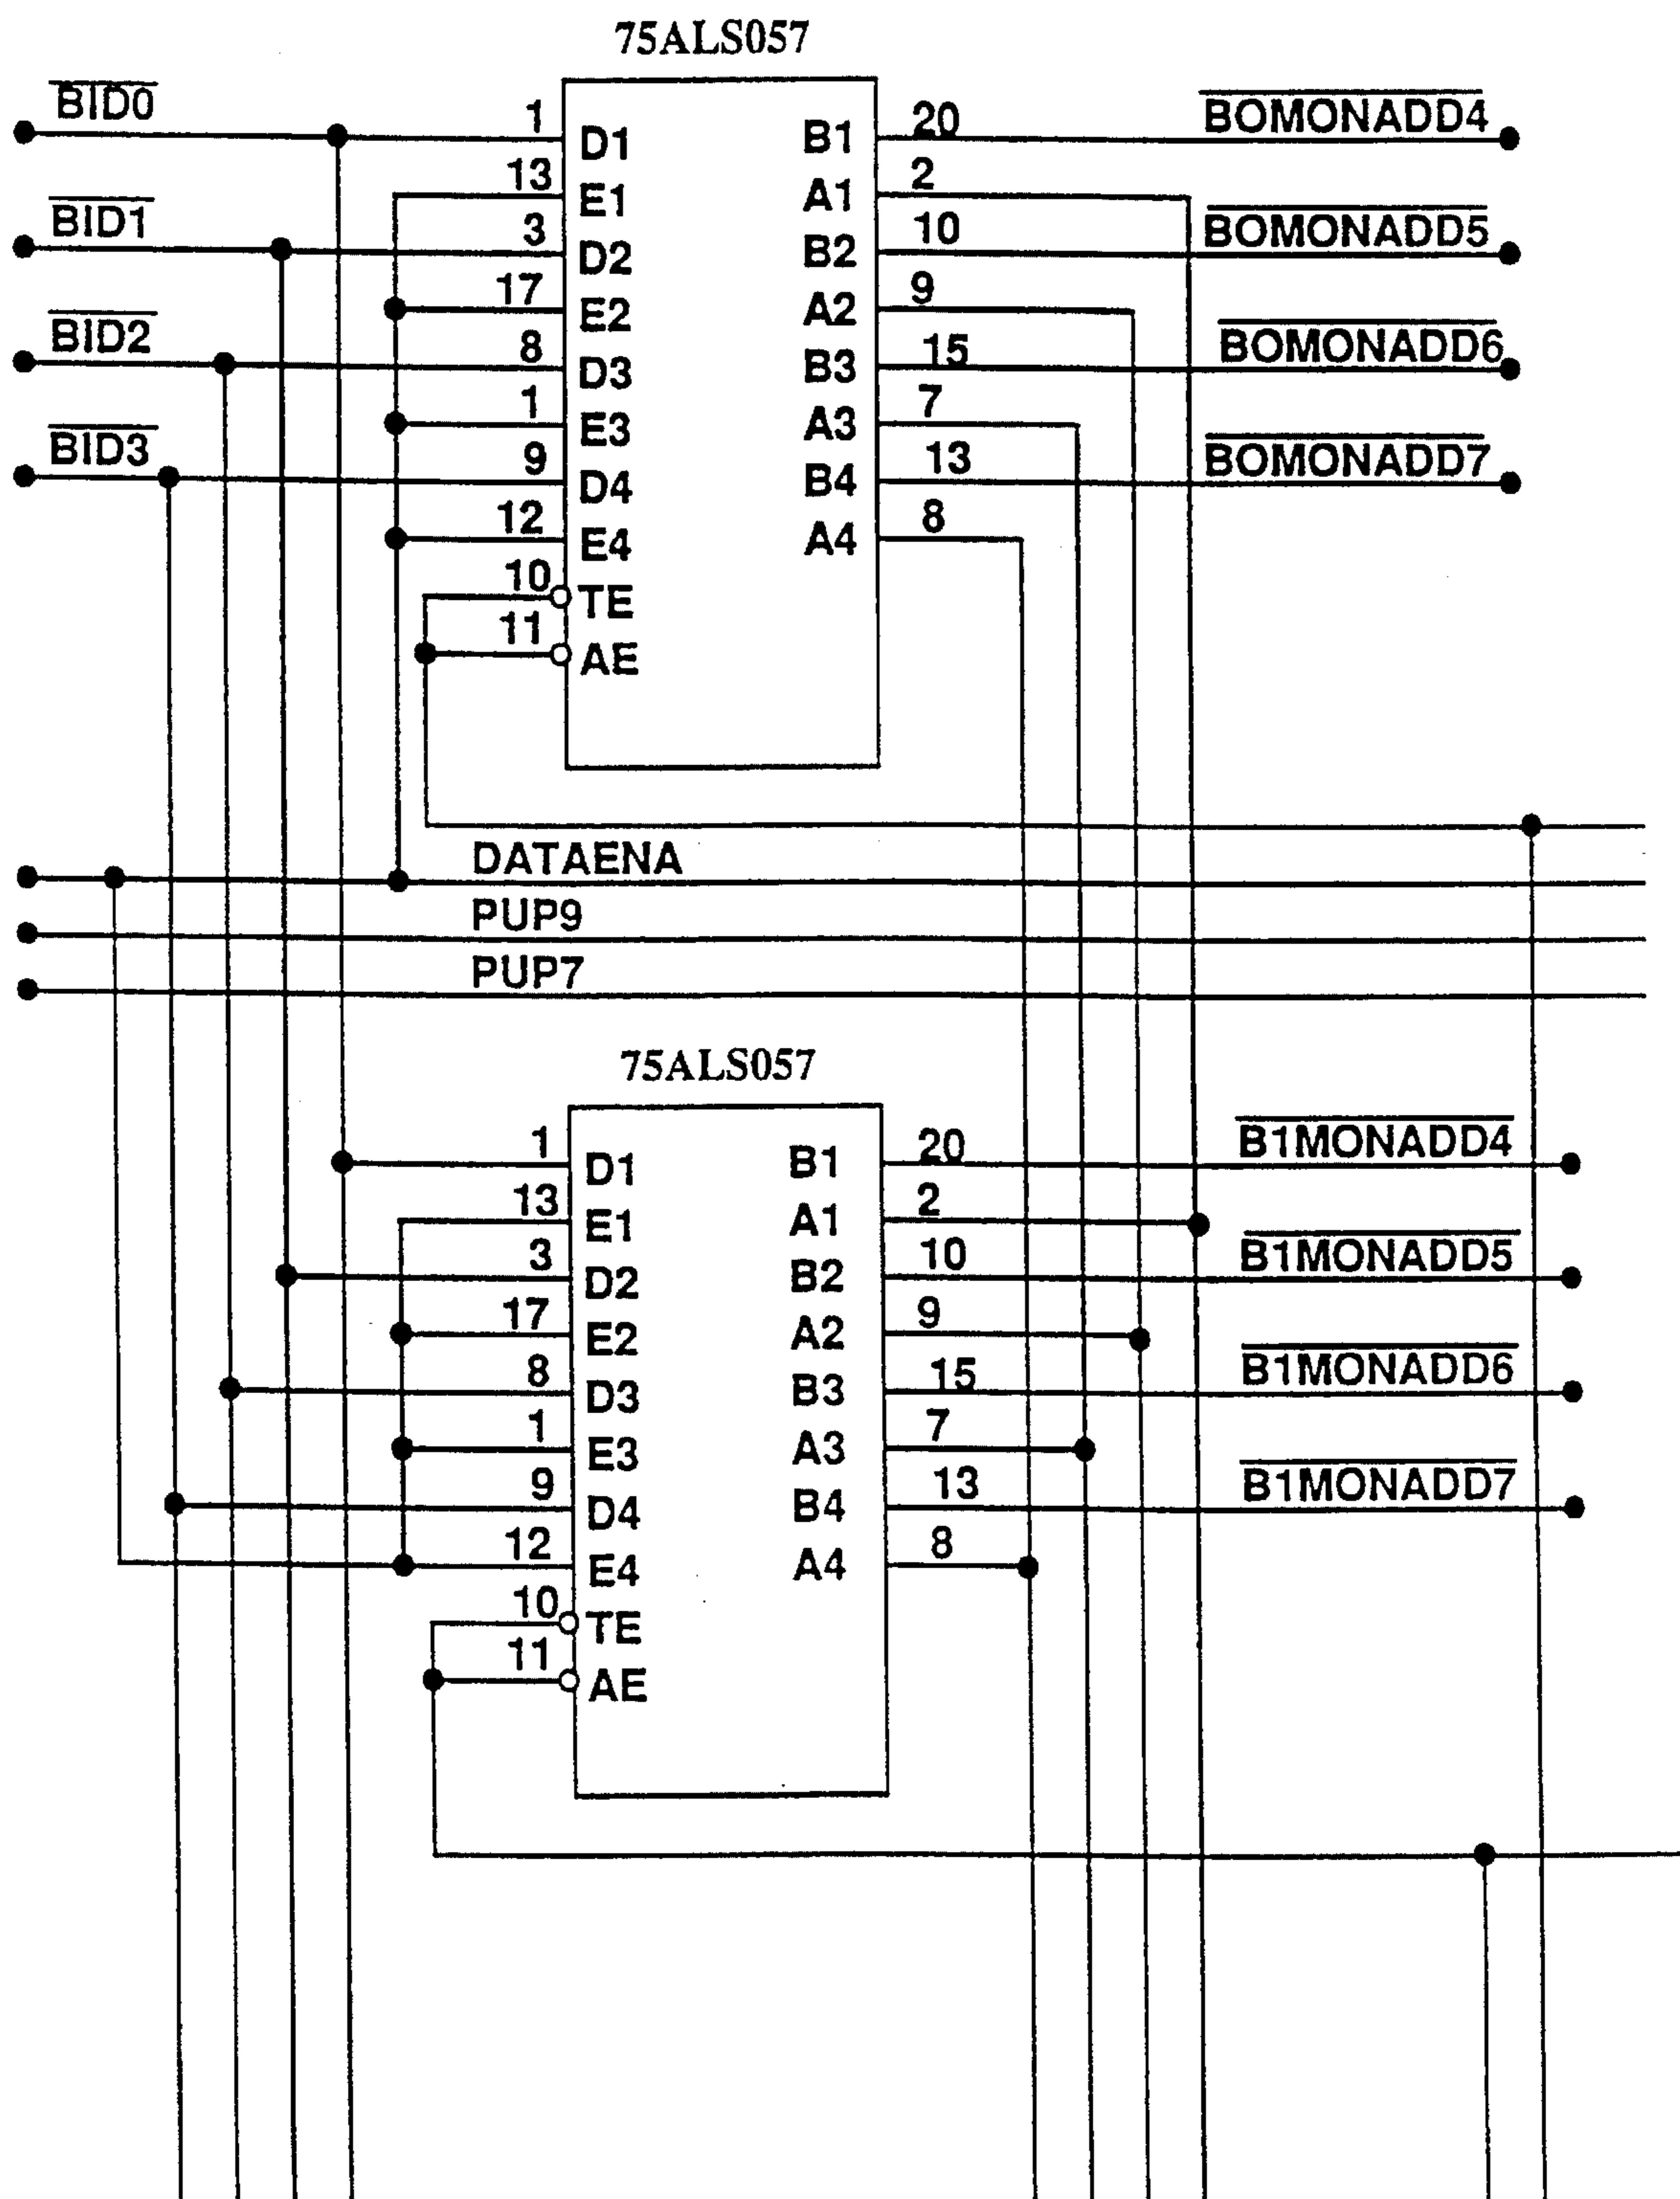 75ALS057
BID0 1 D1 B1 20 BOMONADD4
13 E1 A1 2
BID1 3 D2 B2 10 BOMONADD5
17 E2 A2 9
BID2 8 D3 B3 15 BOMONADD6
1 E3 A3 7
BID3 9 D4 B4 13 BOMONADD7
12 E4 A4 8
10 TE
11 AE
DATAENA
PUP9
PUP7
75ALS057
1 D1 B1 20 B1MONADD4
13 E1 A1 2
3 D2 B2 10 B1MONADD5
17 E2 A2 9
8 D3 B3 15 B1MONADD6
1 E3 A3 7
9 D4 B4 13 B1MONADD7
12 E4 A4 8
10 TE
11 AE